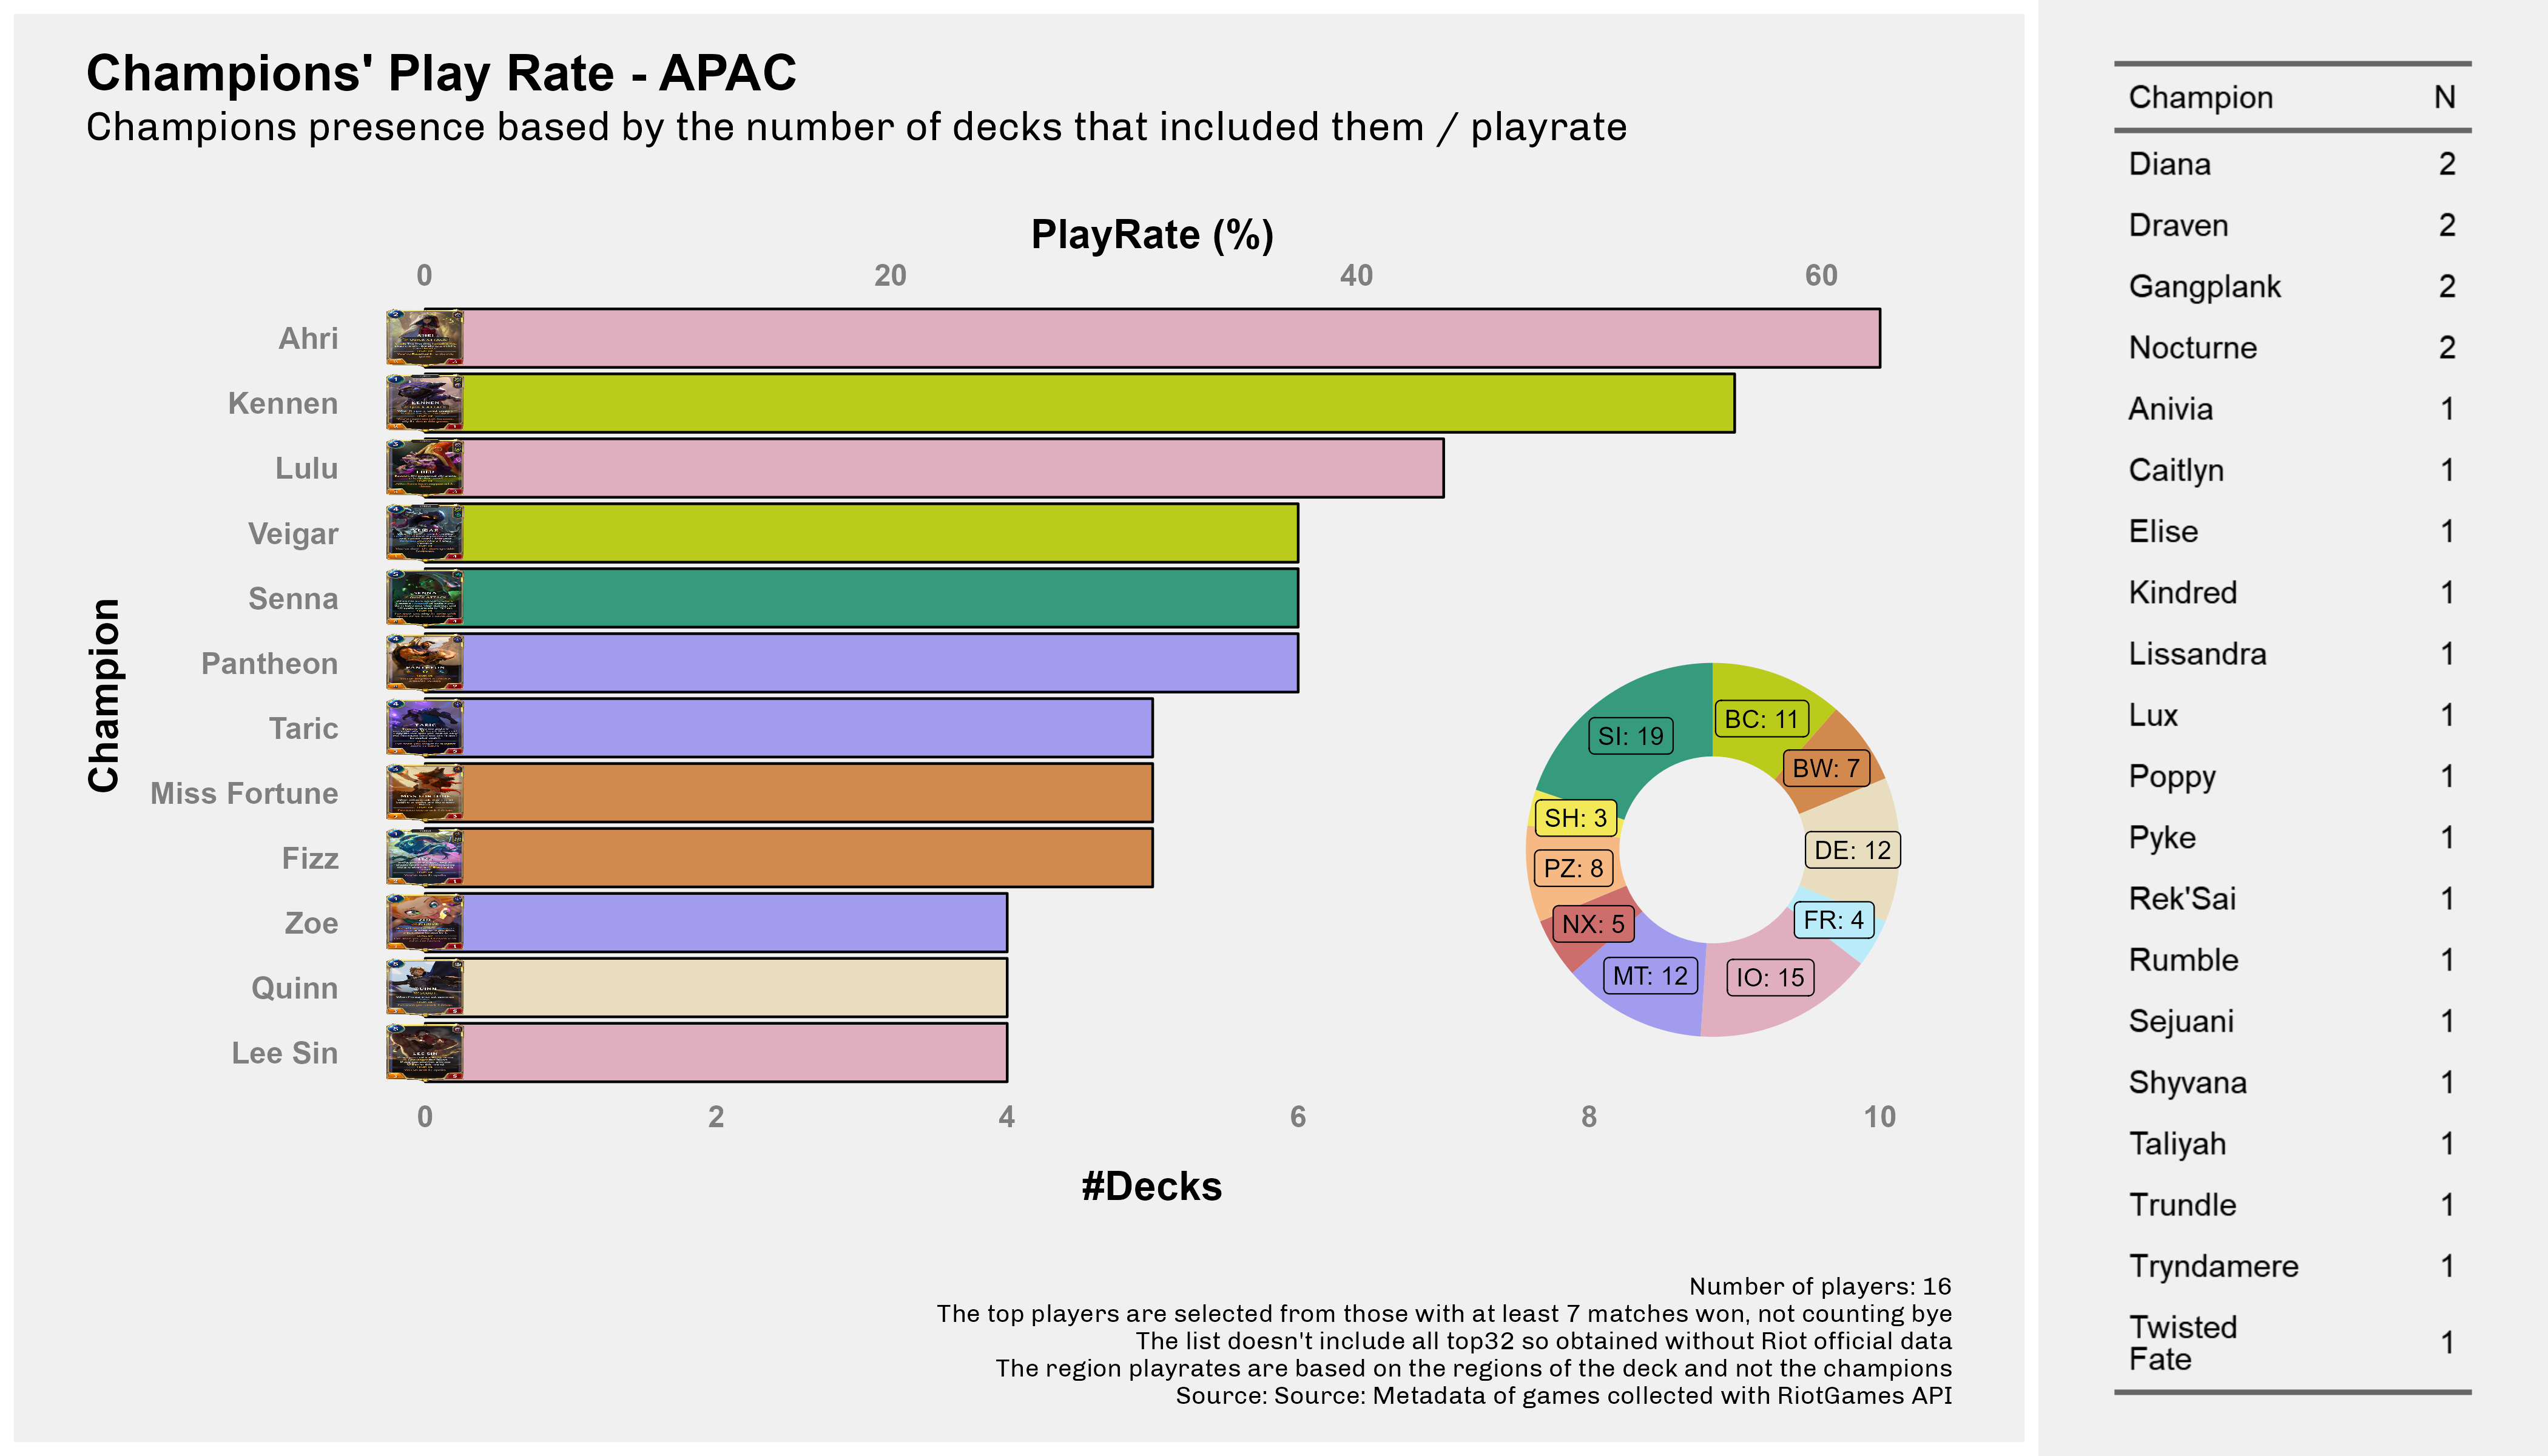 Champions' Play Rate - APAC
Champions presence based by the number of decks that included them / playrate
PlayRate (%)
0 20 40 60
Champion
Ahri
Kennen
Lulu
Veigar
Senna
Pantheon
Taric
Miss Fortune
Fizz
Zoe
Quinn
Lee Sin
0 2 4 6 8 10
#Decks
SI: 19
BC: 11
BW: 7
SH: 3
DE: 12
PZ: 8
NX: 5
FR: 4
MT: 12
IO: 15
Number of players: 16
The top players are selected from those with at least 7 matches won, not counting bye
The list doesn't include all top32 so obtained without Riot official data
The region playrates are based on the regions of the deck and not the champions
Source: Source: Metadata of games collected with RiotGames API
Champion N
Diana 2
Draven 2
Gangplank 2
Nocturne 2
Anivia 1
Caitlyn 1
Elise 1
Kindred 1
Lissandra 1
Lux 1
Poppy 1
Pyke 1
Rek'Sai 1
Rumble 1
Sejuani 1
Shyvana 1
Taliyah 1
Trundle 1
Tryndamere 1
Twisted
Fate 1